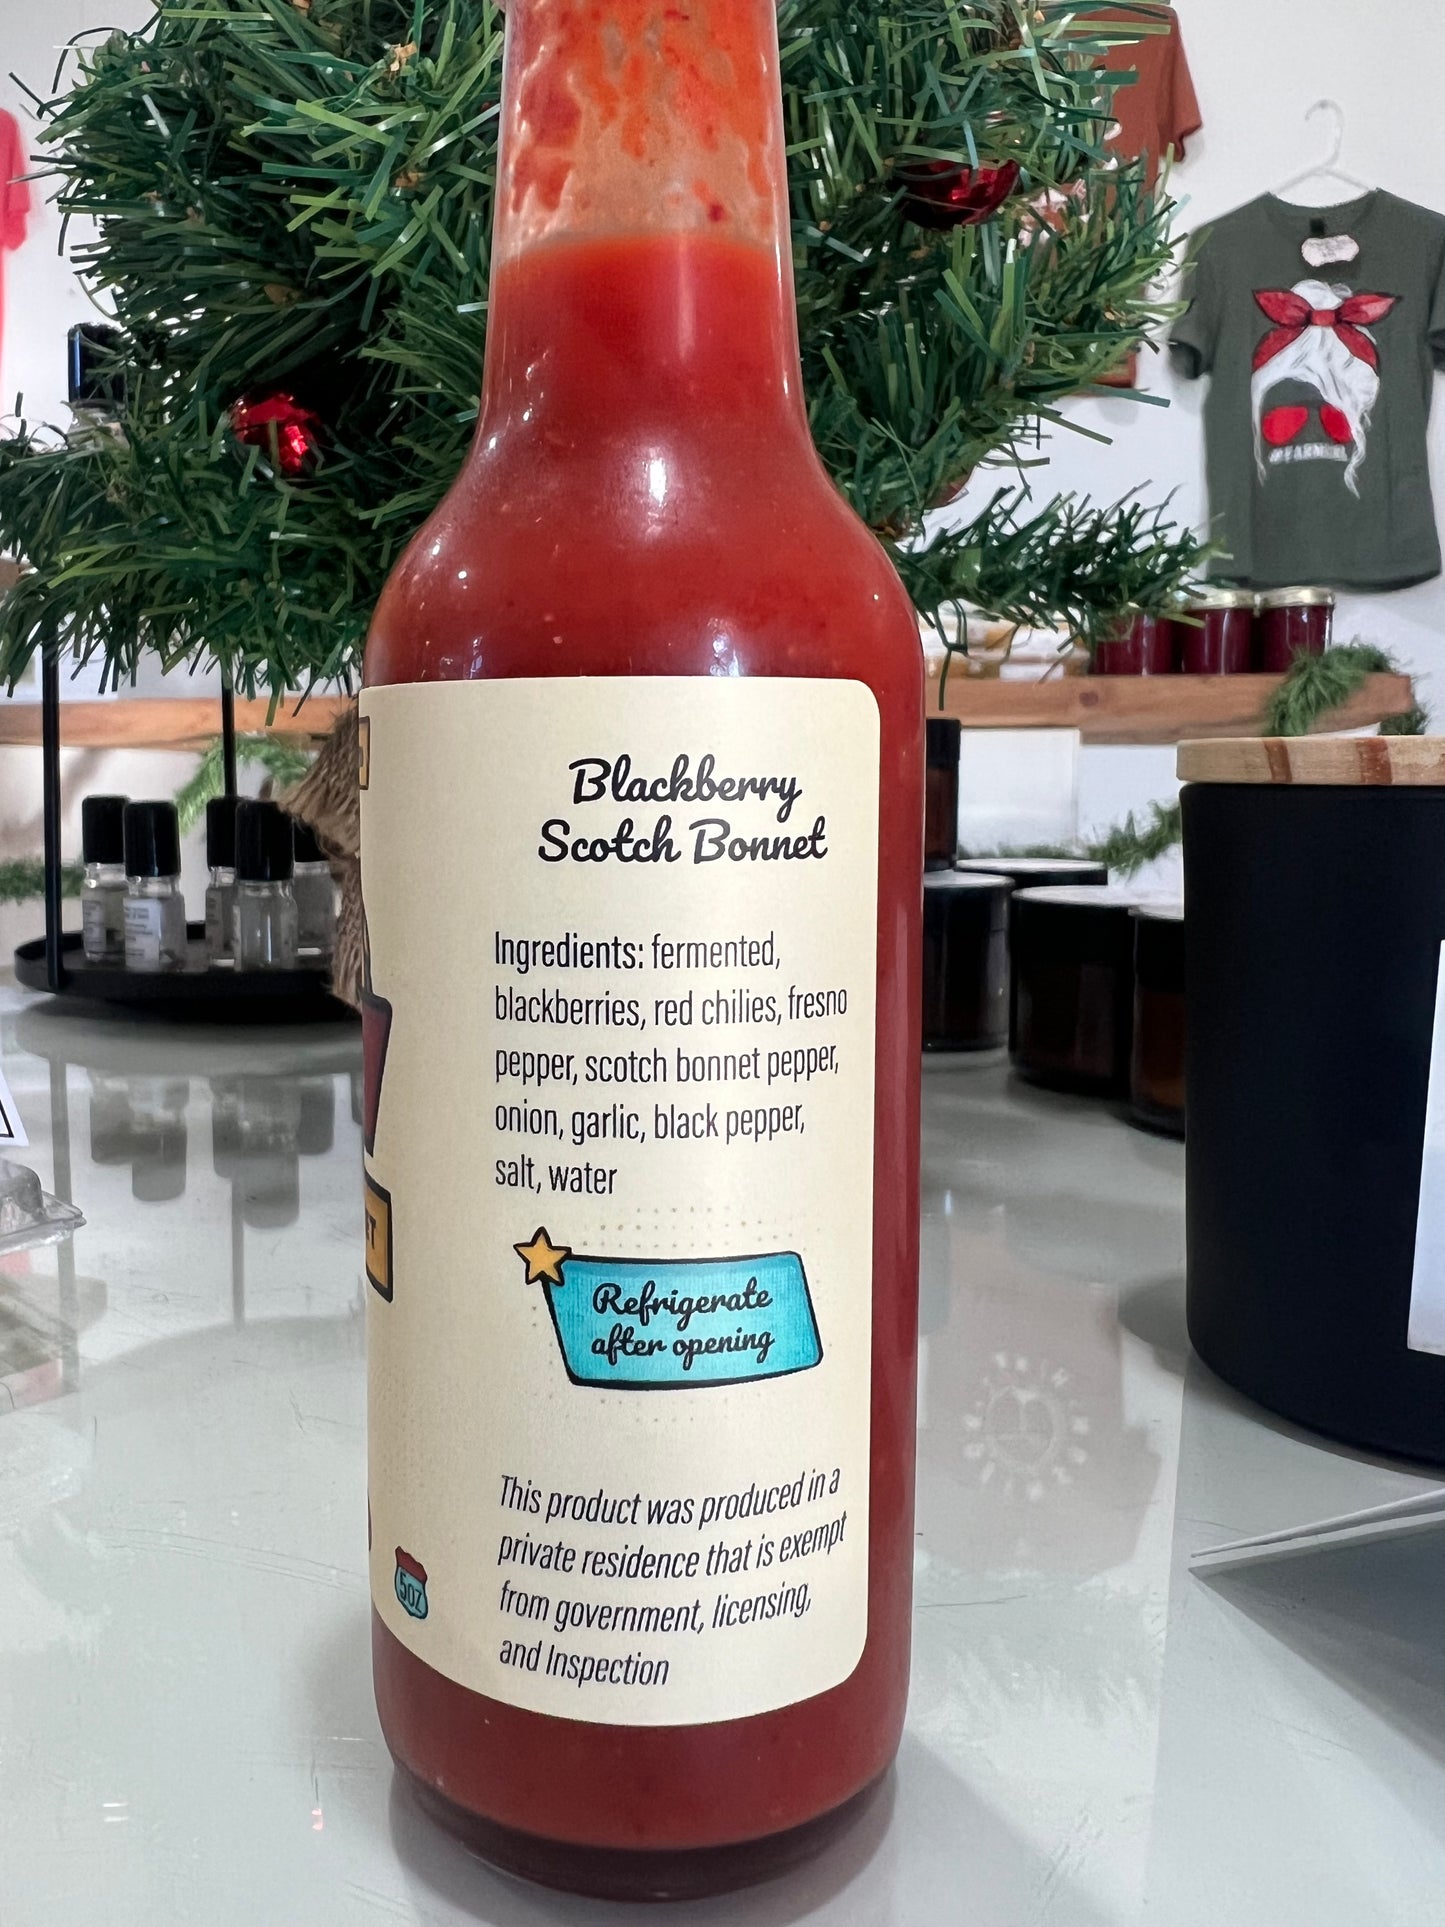 Blackberry
Scotch Bonnet
Ingredients: fermented,
blackberries, red chilies, fresno
pepper, scotch bonnet pepper,
onion, garlic, black pepper,
salt, water
Refrigerate
after opening
This product was produced in a
private residence that is exempt
from government, licensing,
and Inspection
5OZ
#FARMGIRL